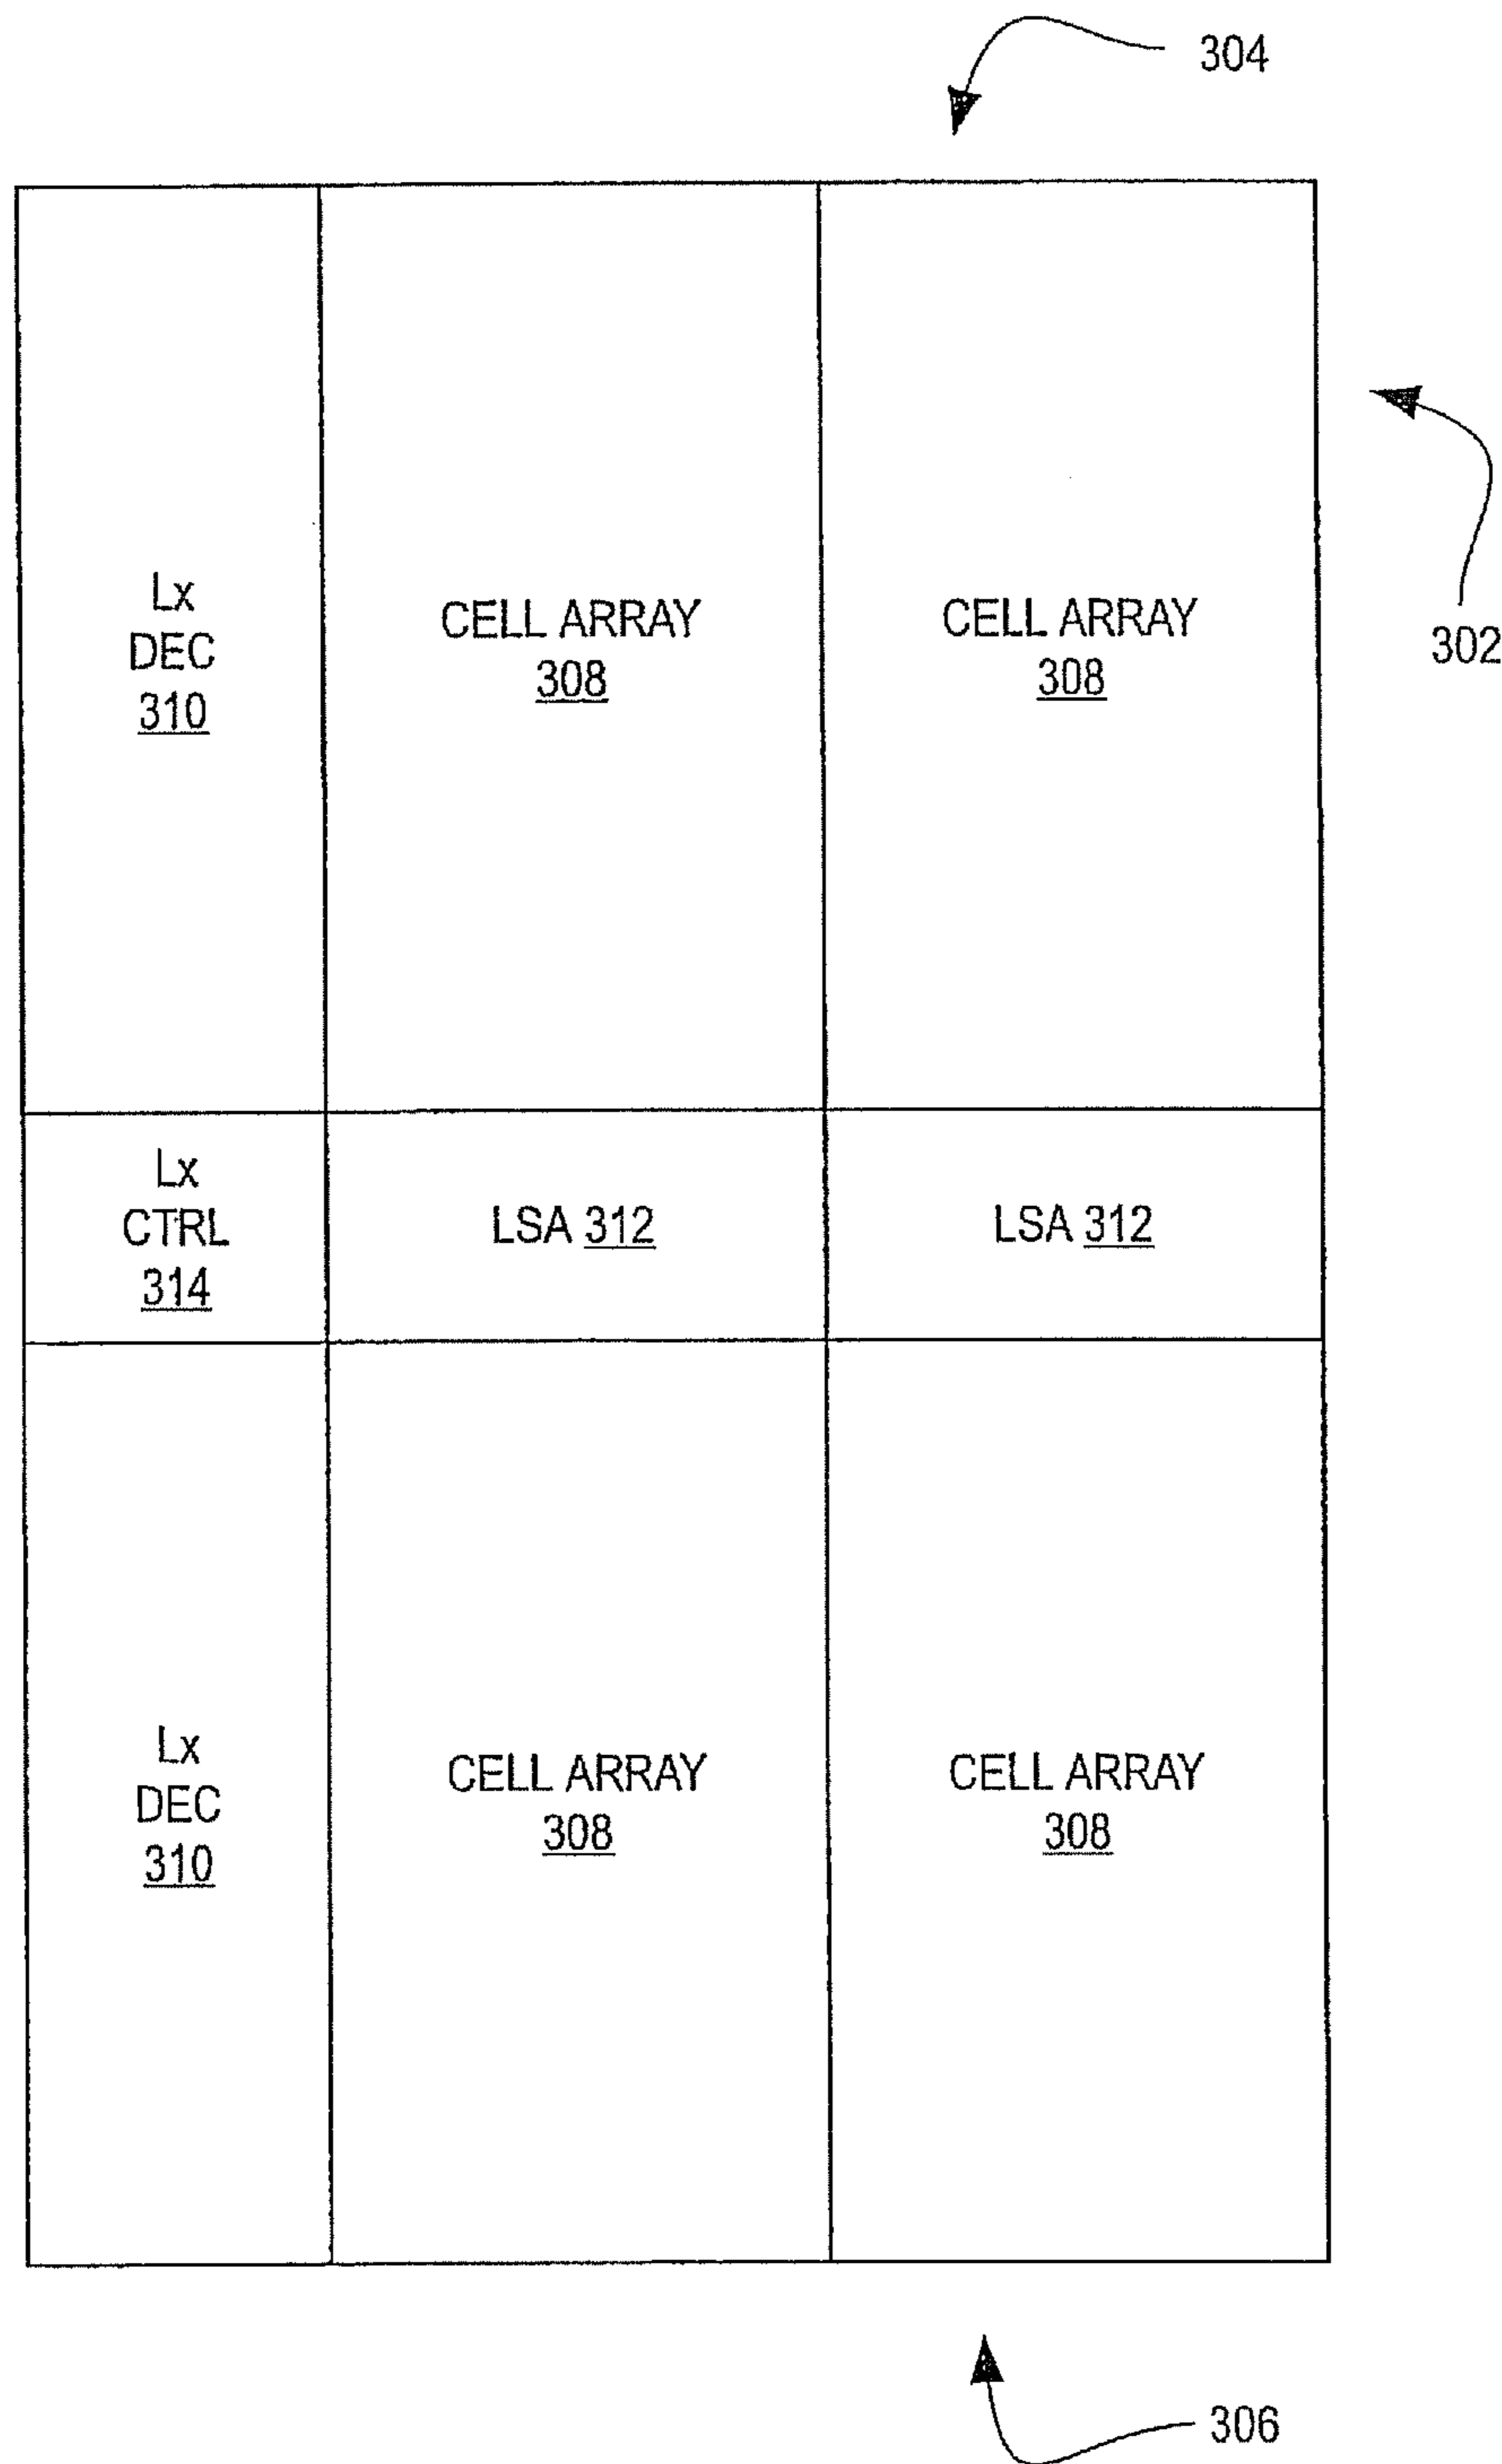 304
302
Lx
DEC
310
CELL ARRAY
308
CELL ARRAY
308
Lx
CTRL
314
LSA 312
LSA 312
Lx
DEC
310
CELL ARRAY
308
CELL ARRAY
308
306